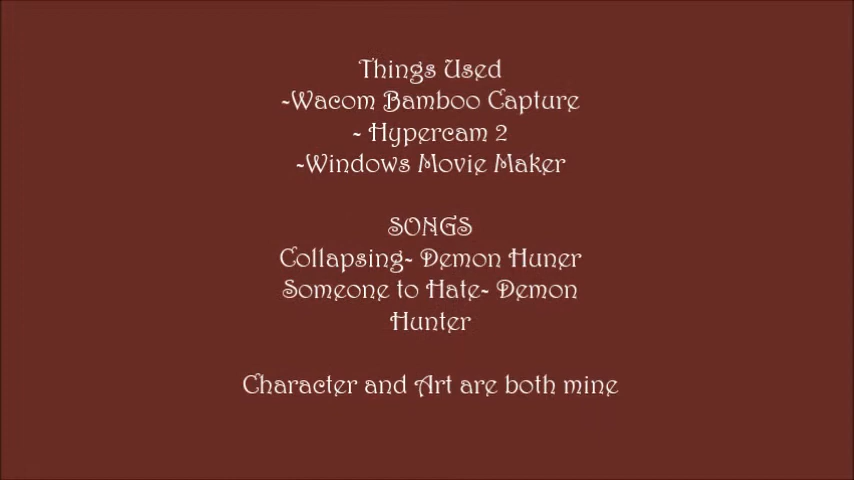 Things Used
-Wacom Bamboo Capture
- Hypercam 2
-Windows Movie Maker
SONGS
Collapsing- Demon Huner
Someone to Hate- Demon
Hunter
Character and Art are both mine